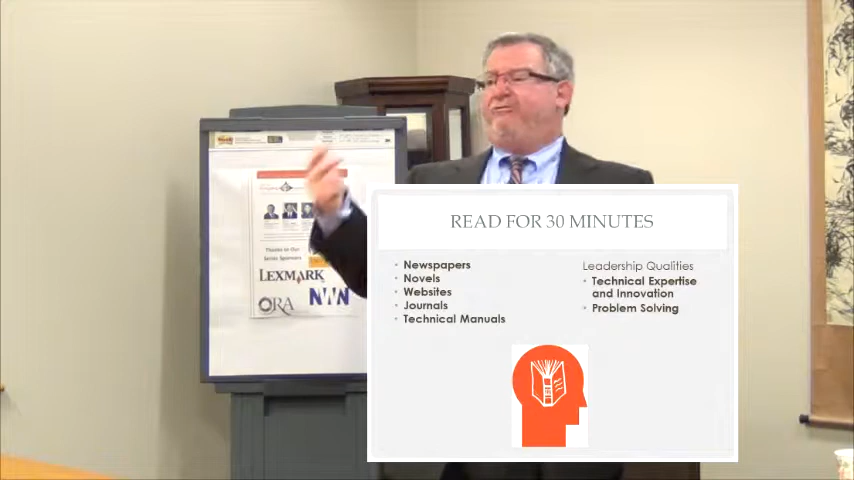 Thanks to Our
Series Sponsors
LEXMARK
ORA
NWN
READ FOR 30 MINUTES
• Newspapers
• Novels
• Websites
• Journals
• Technical Manuals
Leadership Qualities
• Technical Expertise
and Innovation
• Problem Solving